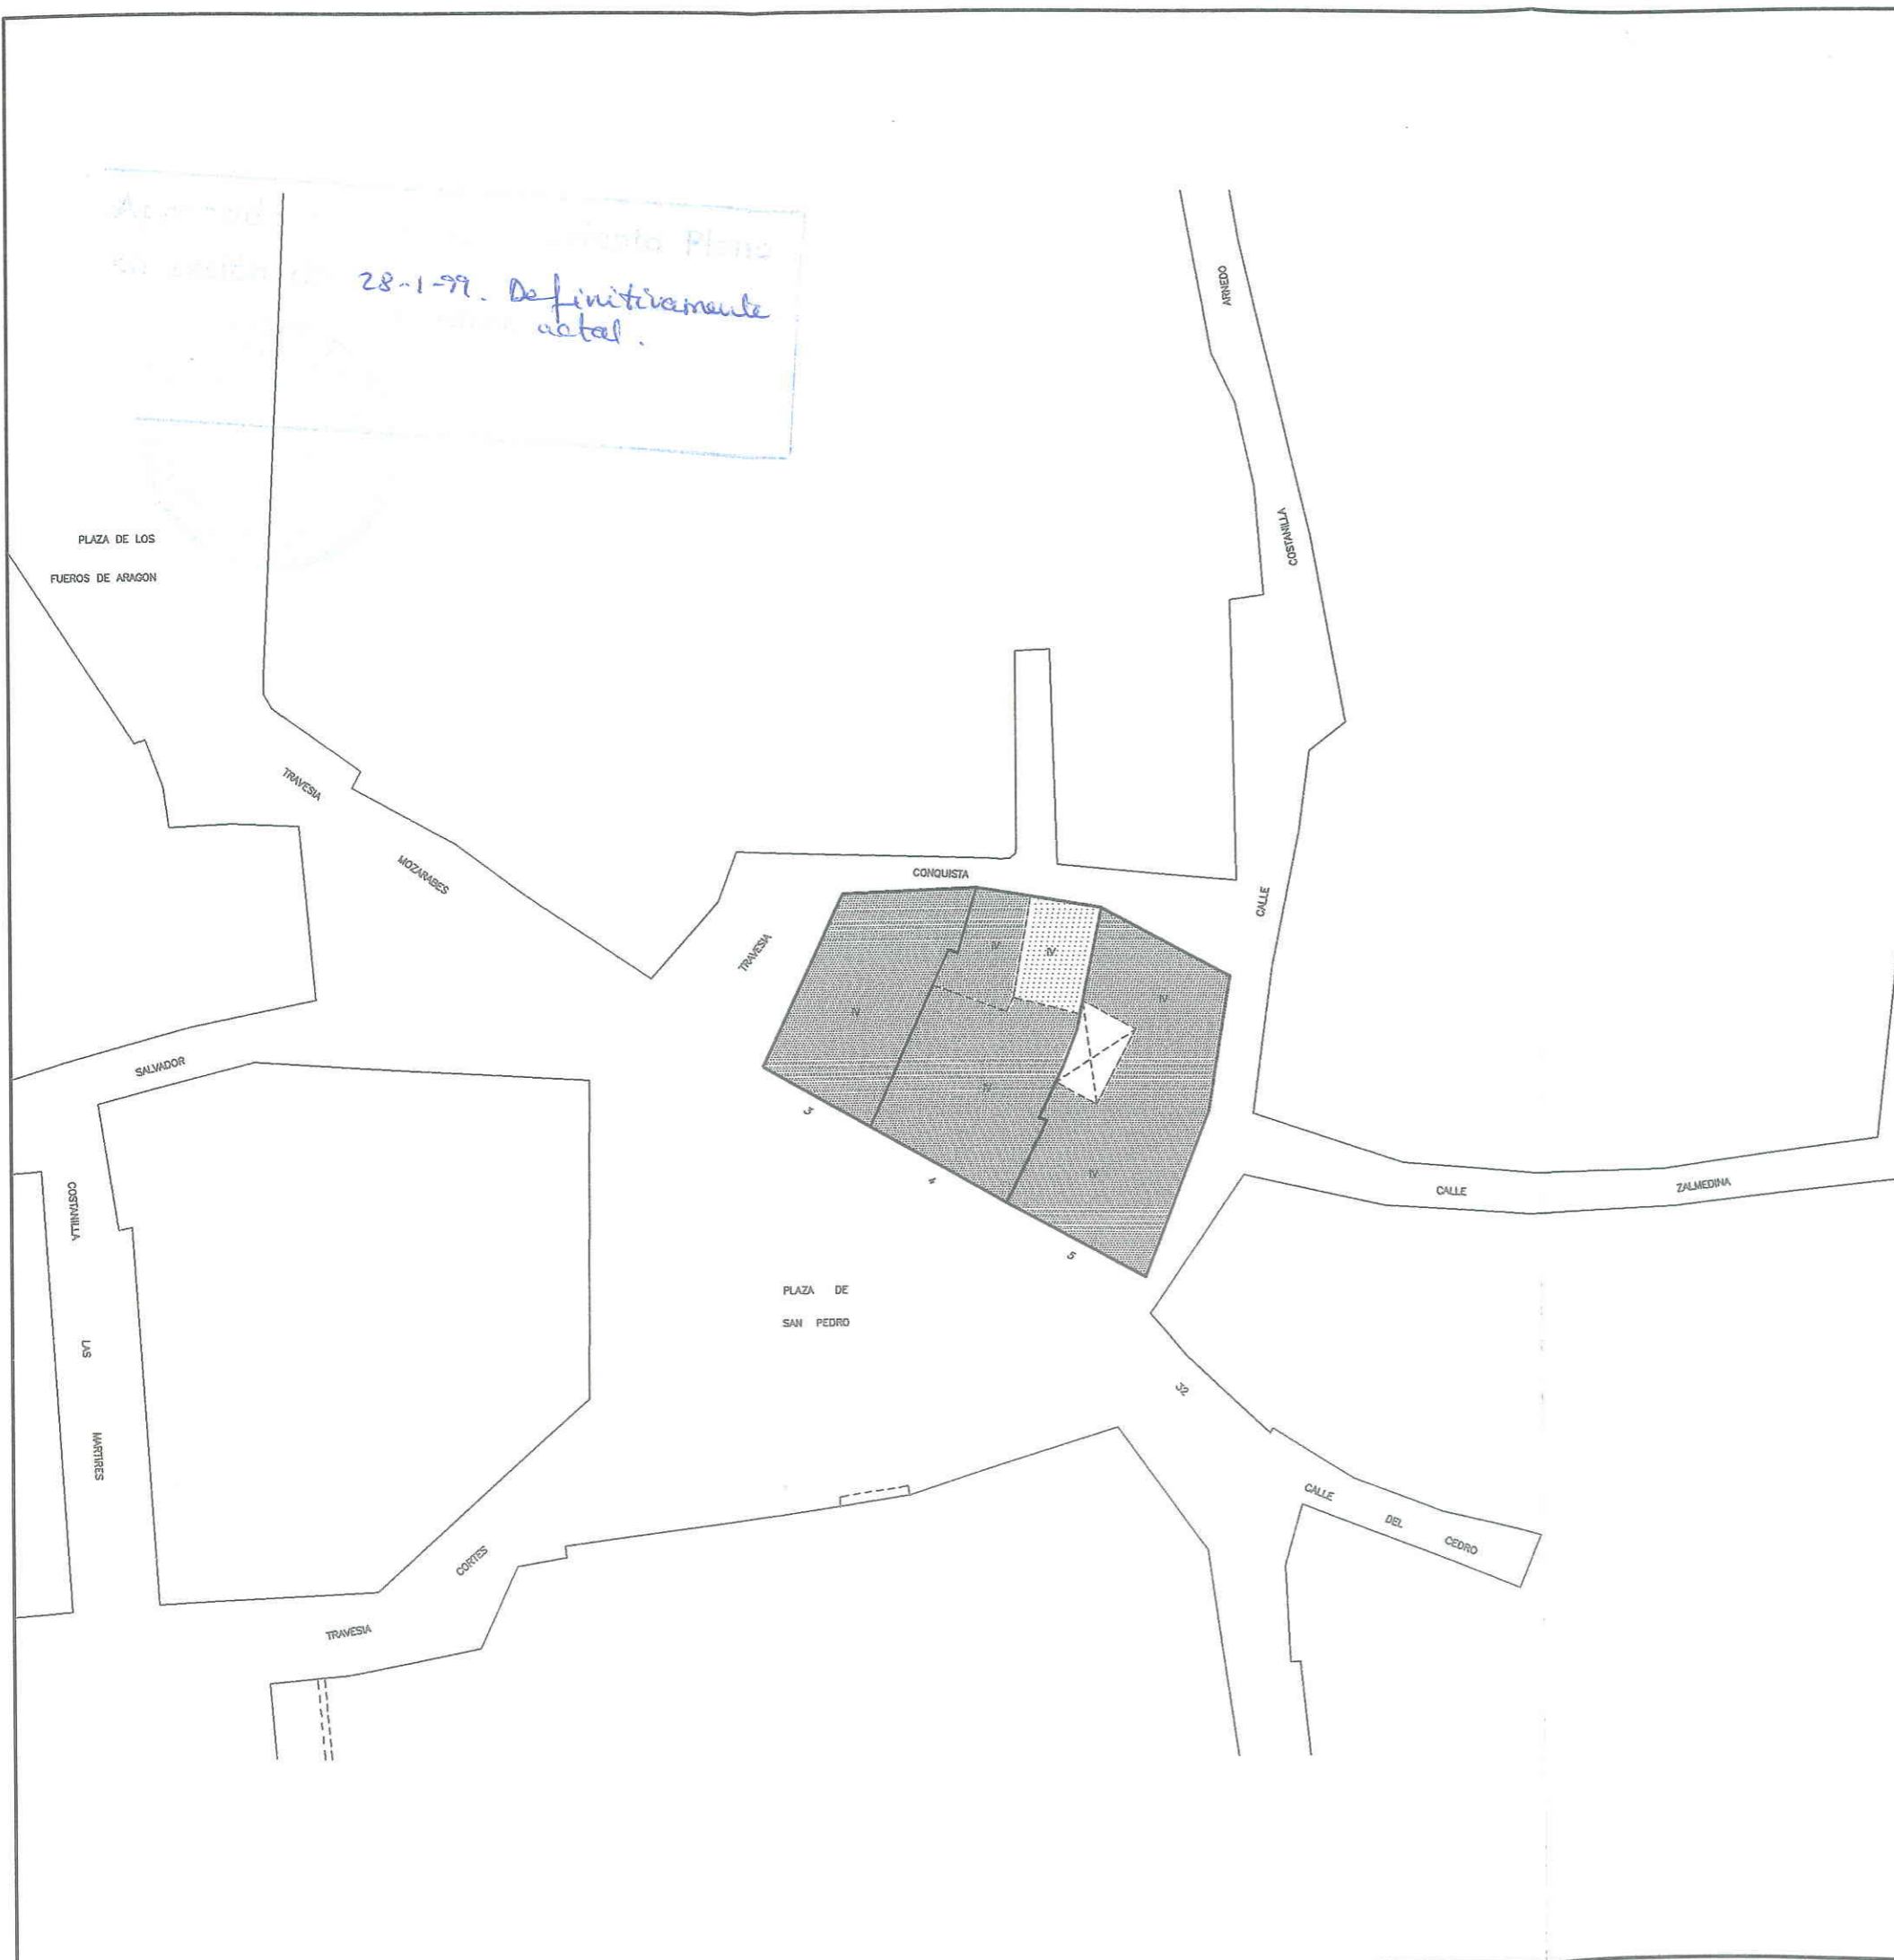 Plano
28-1-99. Definitivamente
actal.
ARNEDO
COSTANILLA
PLAZA DE LOS
FUEROS DE ARAGON
TRAVESIA
MOZARABES
CONQUISTA
TRAVESIA
CALLE
IV
IV
IV
IV
IV
IV
SALVADOR
3
4
5
COSTANILLA
LAS
MARTIRES
CALLE
ZALMEDINA
PLAZA DE
SAN PEDRO
32
CALLE
DEL
CEDRO
CORTES
TRAVESIA